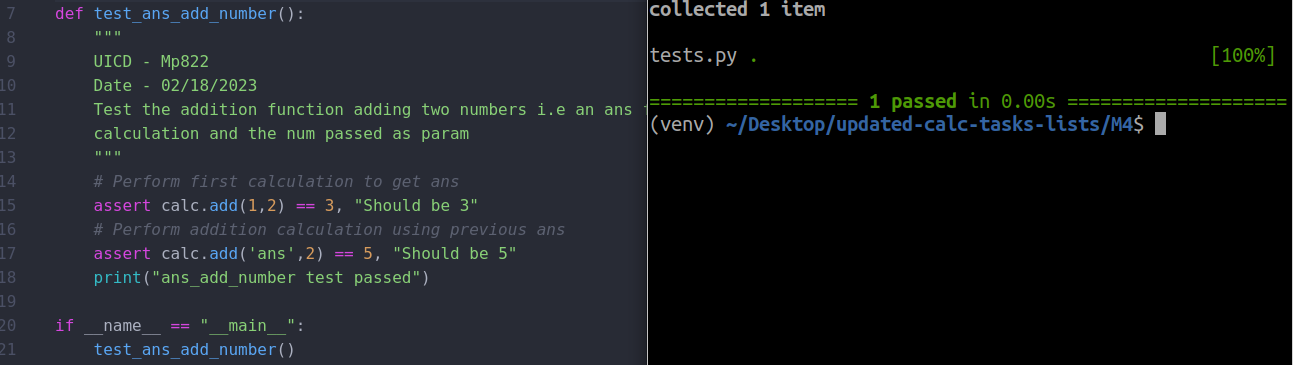 7 def test_ans_add_number():
8 """
9 UICD - Mp822
10 Date - 02/18/2023
11 Test the addition function adding two numbers i.e an ans
12 calculation and the num passed as param
13 """
14 # Perform first calculation to get ans
15 assert calc.add(1,2) == 3, "Should be 3"
16 # Perform addition calculation using previous ans
17 assert calc.add('ans',2) == 5, "Should be 5"
18 print("ans_add_number test passed")
19
20 if __name__ == "__main__":
21 test_ans_add_number()
collected 1 item
tests.py . [100%]
=================== 1 passed in 0.00s ====================
(venv) ~/Desktop/updated-calc-tasks-lists/M4$